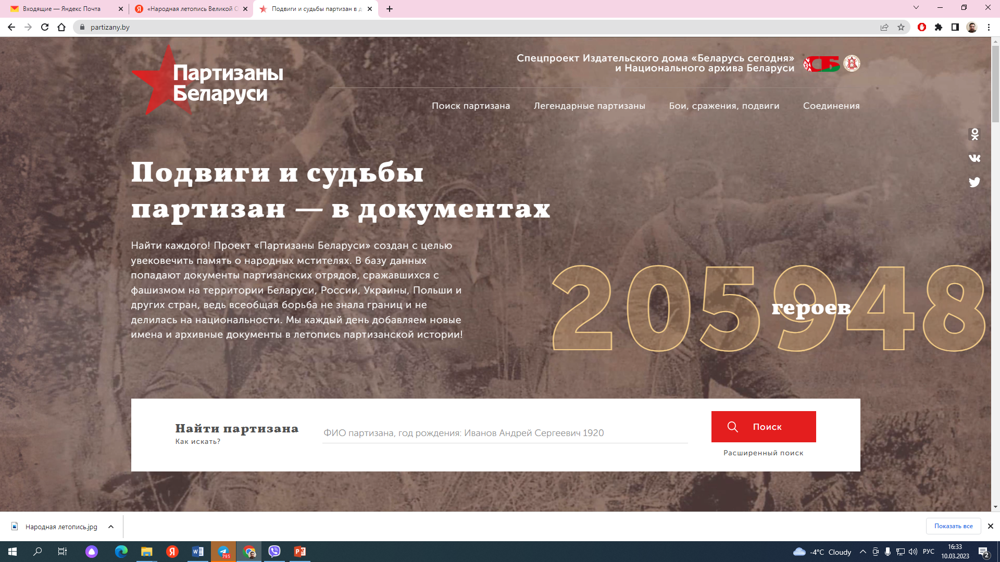 Входящие — Яндекс Почта
«Народная летопись Великой О
Подвиги и судьбы партизан в д
partizany.by
Партизаны
Беларуси
Спецпроект Издательского дома «Беларусь сегодня»
и Национального архива Беларуси
СБ
Поиск партизана
Легендарные партизаны
Бои, сражения, подвиги
Соединения
Подвиги и судьбы
партизан — в документах
Найти каждого! Проект «Партизаны Беларуси» создан с целью
увековечить память о народных мстителях. В базу данных
попадают документы партизанских отрядов, сражавшихся с
фашизмом на территории Беларуси, России, Украины, Польши и
других стран, ведь всеобщая борьба не знала границ и не
делилась на национальности. Мы каждый день добавляем новые
имена и архивные документы в летопись партизанской истории!
205948
героев
Найти партизана
Как искать?
ФИО партизана, год рождения: Иванов Андрей Сергеевич 1920
Поиск
Расширенный поиск
Народная летопись.jpg
Показать все
795
-4°C Cloudy
РУС
16:33
10.03.2023
2